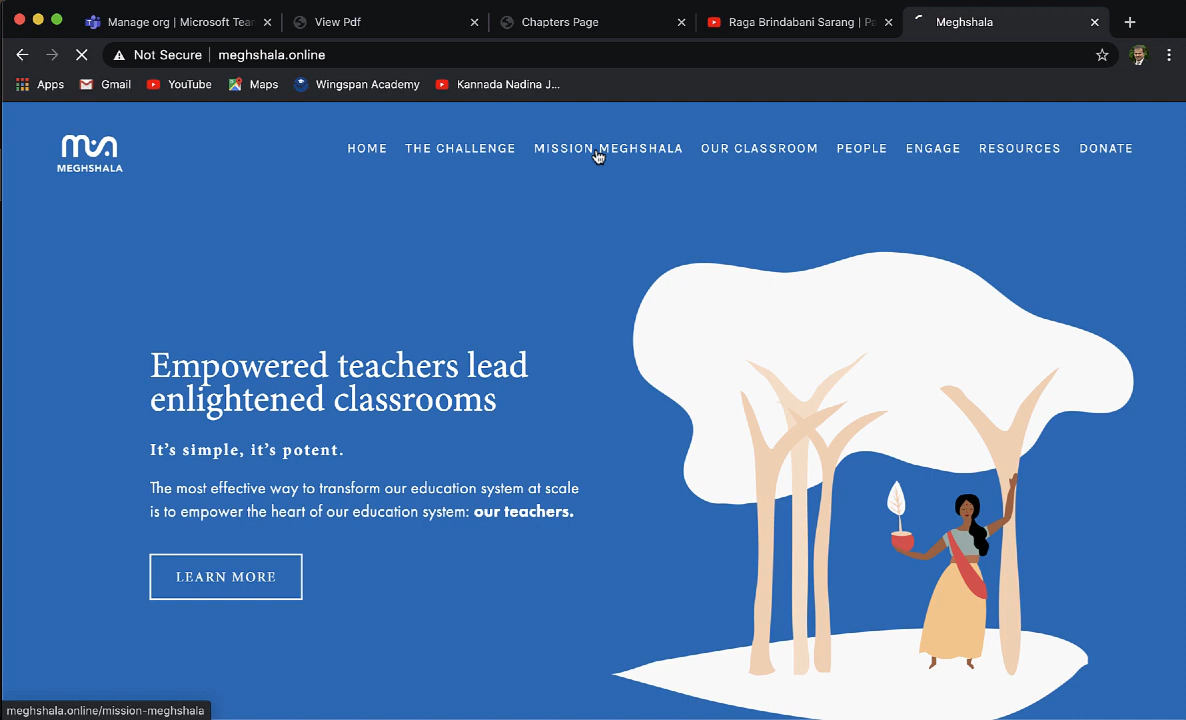 Manage org | Microsoft Tea
View Pdf
Chapters Page
Raga Brindabani Sarang | Pa
Meghshala
Not Secure
meghshala.online
Apps
Gmail
YouTube
Maps
Wingspan Academy
Kannada Nadina J...
MEGHSHALA
HOME
THE CHALLENGE
MISSION MEGHSHALA
OUR CLASSROOM
PEOPLE
ENGAGE
RESOURCES
DONATE
Empowered teachers lead
enlightened classrooms
It's simple, it's potent.
The most effective way to transform our education system at scale
is to empower the heart of our education system: our teachers.
LEARN MORE
meghshala.online/mission-meghshala